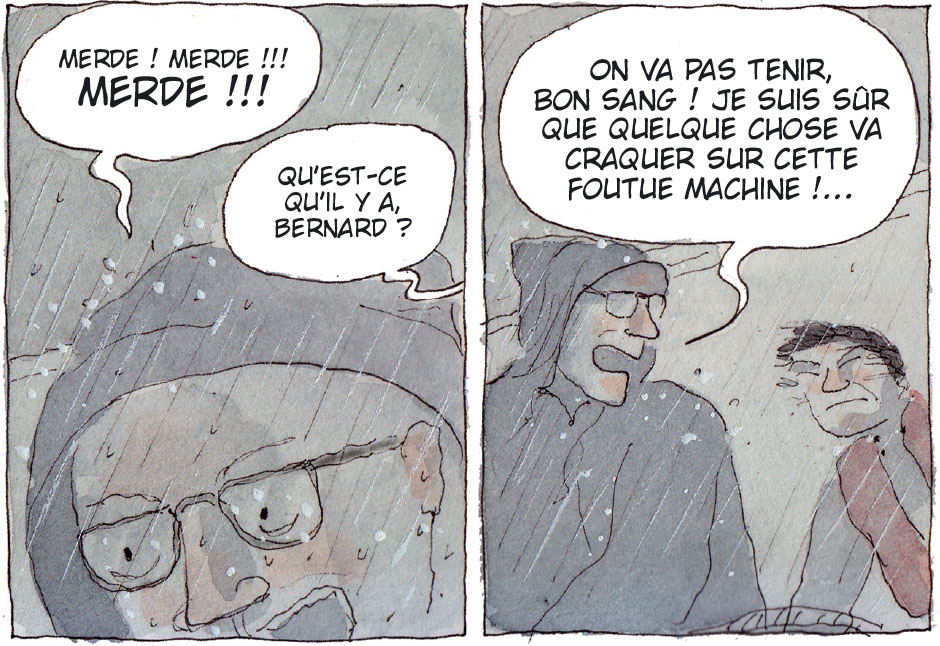 MERDE ! MERDE !!!
MERDE !!!
QU'EST-CE
QU'IL Y A,
BERNARD ?
ON VA PAS TENIR,
BON SANG ! JE SUIS SÛR
QUE QUELQUE CHOSE VA
CRAQUER SUR CETTE
FOUTUE MACHINE !...